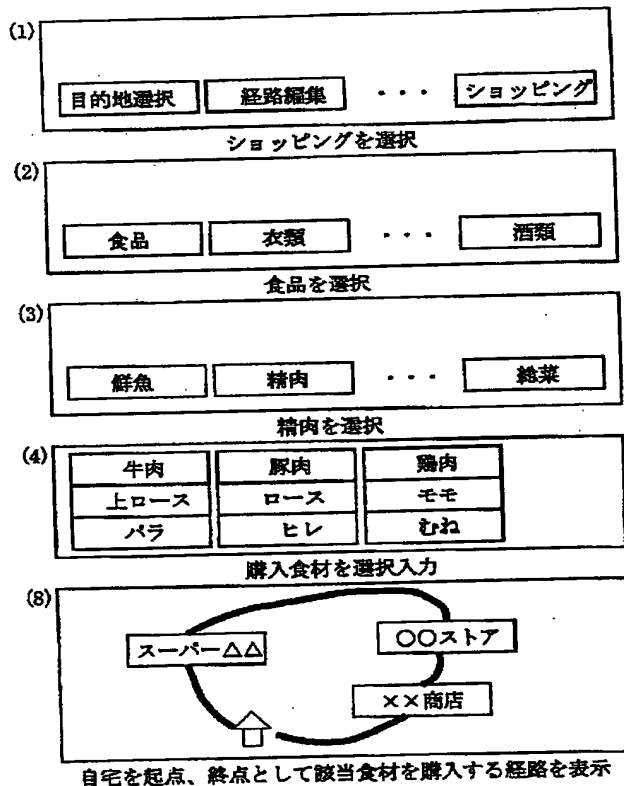 (1)
目的地選択 経路編集 ・・・ ショッピング
ショッピングを選択
(2)
食品 衣類 ・・・ 酒類
食品を選択
(3)
鮮魚 精肉 ・・・ 総菜
精肉を選択
(4)
牛肉 豚肉 鶏肉
上ロース ロース モモ
バラ ヒレ むね
購入食材を選択入力
(8)
スーパー△△ ○○ストア
××商店
自宅を起点、終点として該当食材を購入する経路を表示